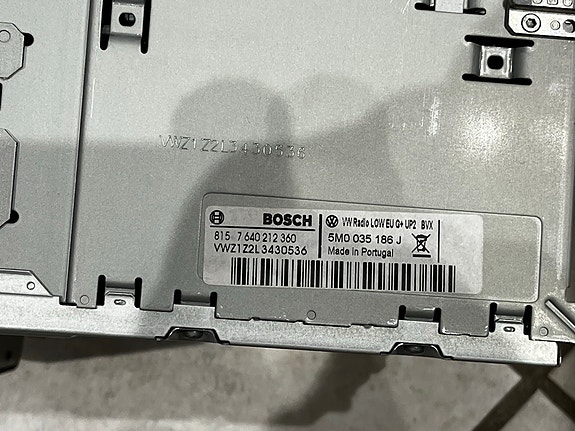 VWZ1Z2L3430536
BOSCH
VW Radio LOW EU G+ UP2 BVX
815 7 640 212 360
5M0 035 186 J
VWZ1Z2L3430536
Made in Portugal